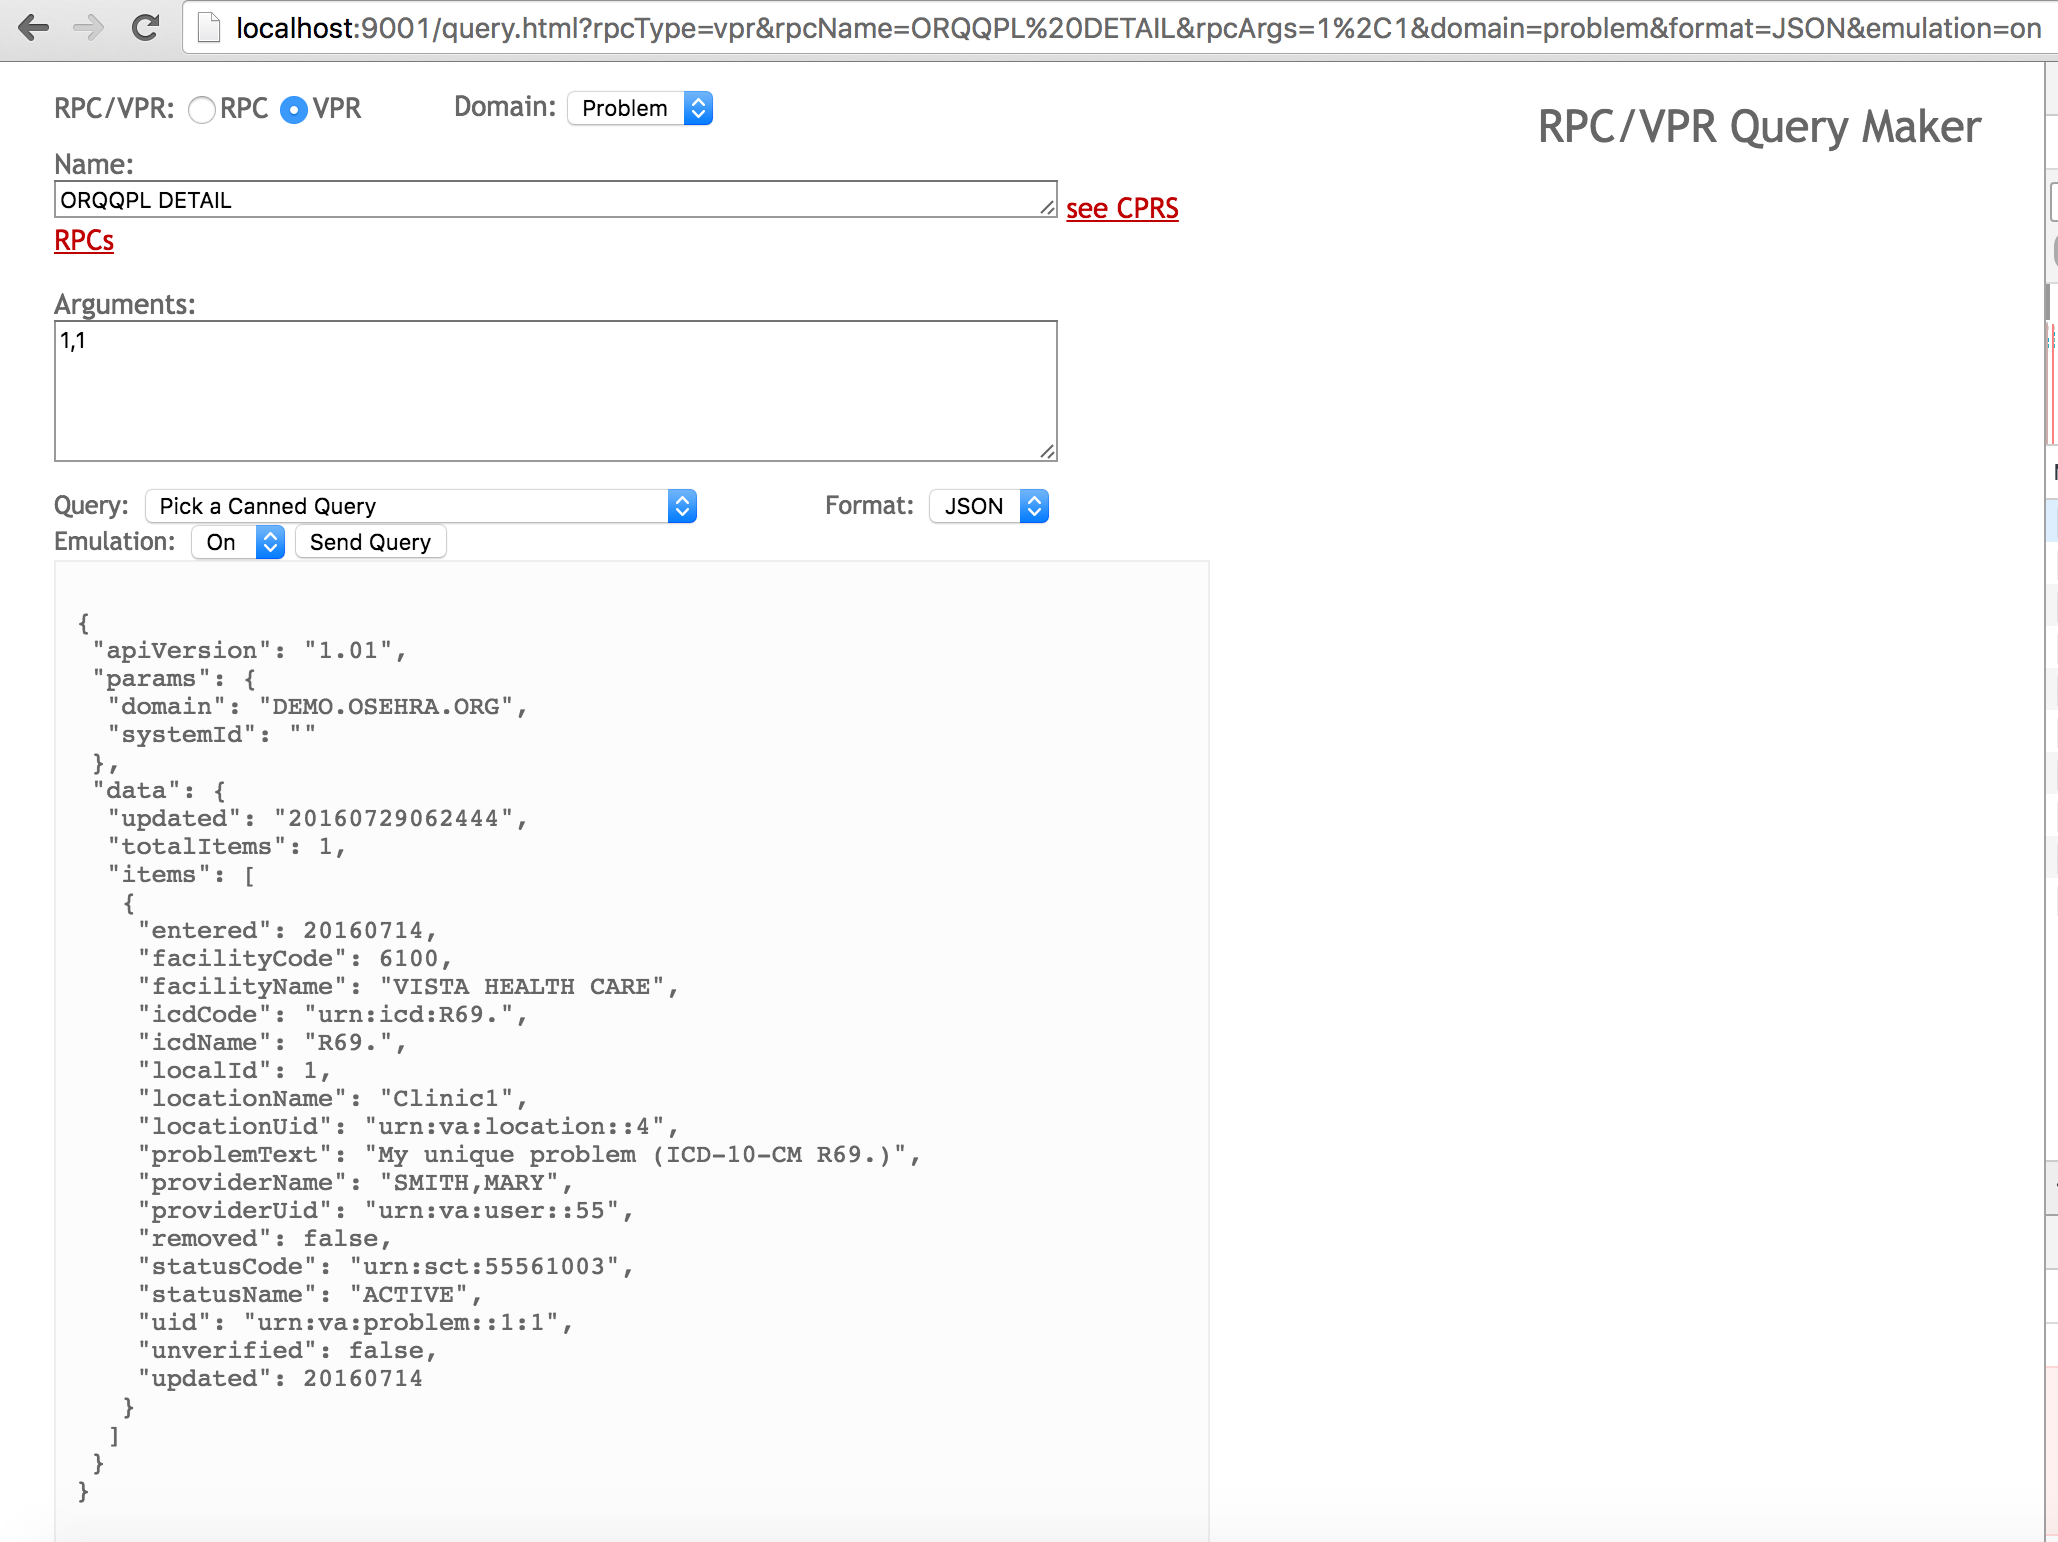 localhost:9001/query.html?rpcType=vpr&rpcName=ORQQPL%20DETAIL&rpcArgs=1%2C1&domain=problem&format=JSON&emulation=on
RPC/VPR: RPC VPR Domain: Problem
RPC/VPR Query Maker
Name:
ORQQPL DETAIL
see CPRS
RPCs
Arguments:
1,1
Query: Pick a Canned Query Format: JSON
Emulation: On Send Query
{
"apiVersion": "1.01",
"params": {
"domain": "DEMO.OSEHRA.ORG",
"systemId": ""
},
"data": {
"updated": "20160729062444",
"totalItems": 1,
"items": [
{
"entered": 20160714,
"facilityCode": 6100,
"facilityName": "VISTA HEALTH CARE",
"icdCode": "urn:icd:R69.",
"icdName": "R69.",
"localId": 1,
"locationName": "Clinic1",
"locationUid": "urn:va:location::4",
"problemText": "My unique problem (ICD-10-CM R69.)",
"providerName": "SMITH,MARY",
"providerUid": "urn:va:user::55",
"removed": false,
"statusCode": "urn:sct:55561003",
"statusName": "ACTIVE",
"uid": "urn:va:problem::1:1",
"unverified": false,
"updated": 20160714
}
]
}
}